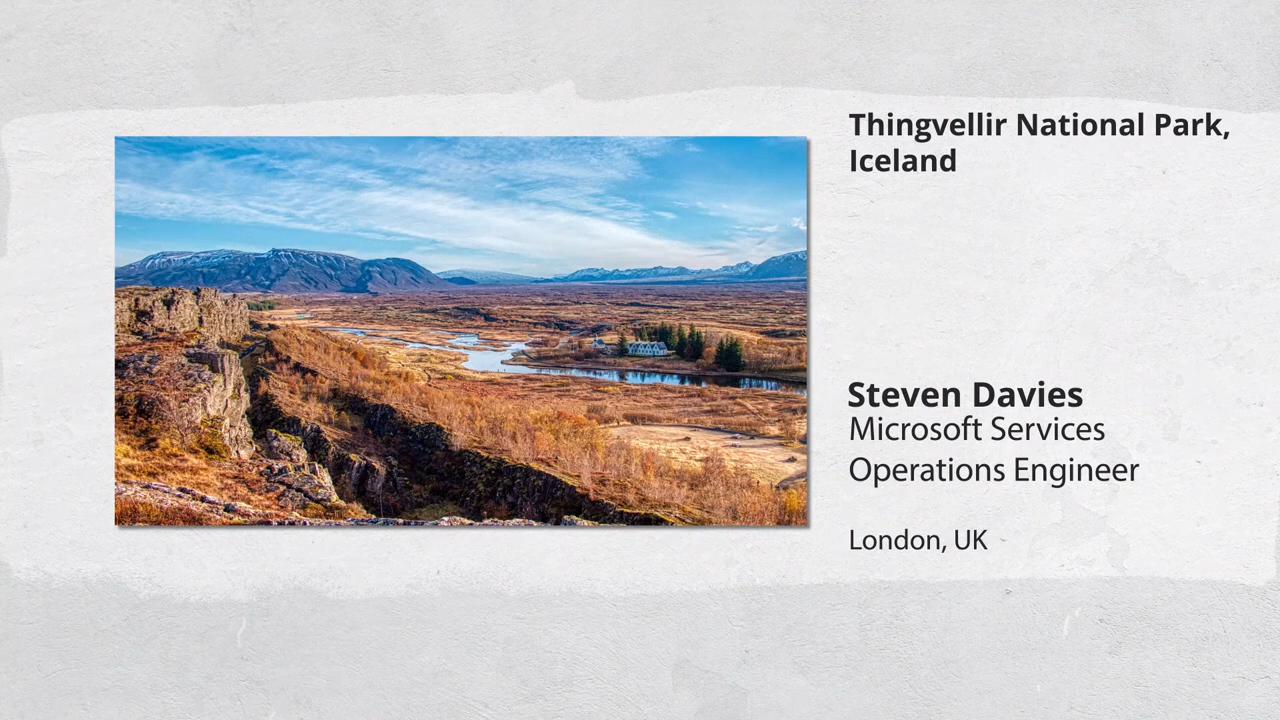 Thingvellir National Park,
Iceland
Steven Davies
Microsoft Services
Operations Engineer
London, UK